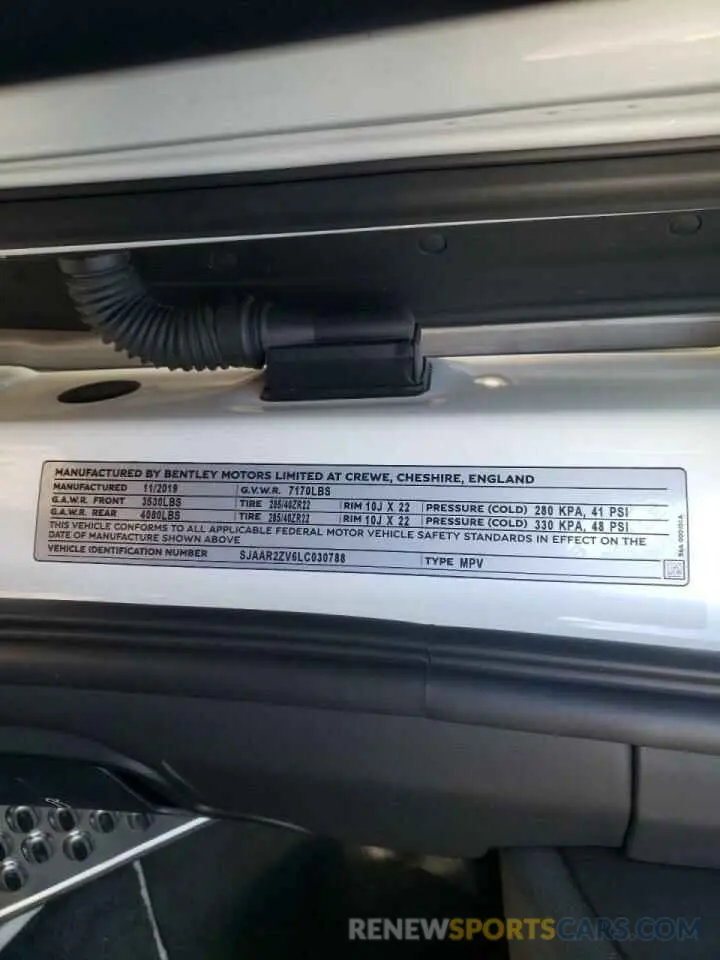 MANUFACTURED BY BENTLEY MOTORS LIMITED AT CREWE, CHESHIRE, ENGLAND
MANUFACTURED 11/2019 G.V.W.R. 7170LBS
G.A.W.R. FRONT 3530LBS TIRE 285/40ZR22 RIM 10J X 22 PRESSURE (COLD) 280 KPA, 41 PSI
G.A.W.R. REAR 4080LBS TIRE 285/40ZR22 RIM 10J X 22 PRESSURE (COLD) 330 KPA, 48 PSI
THIS VEHICLE CONFORMS TO ALL APPLICABLE FEDERAL MOTOR VEHICLE SAFETY STANDARDS IN EFFECT ON THE
DATE OF MANUFACTURE SHOWN ABOVE
VEHICLE IDENTIFICATION NUMBER SJAAR2ZV6LC030788 TYPE MPV
RENEWSPORTSCARS.COM